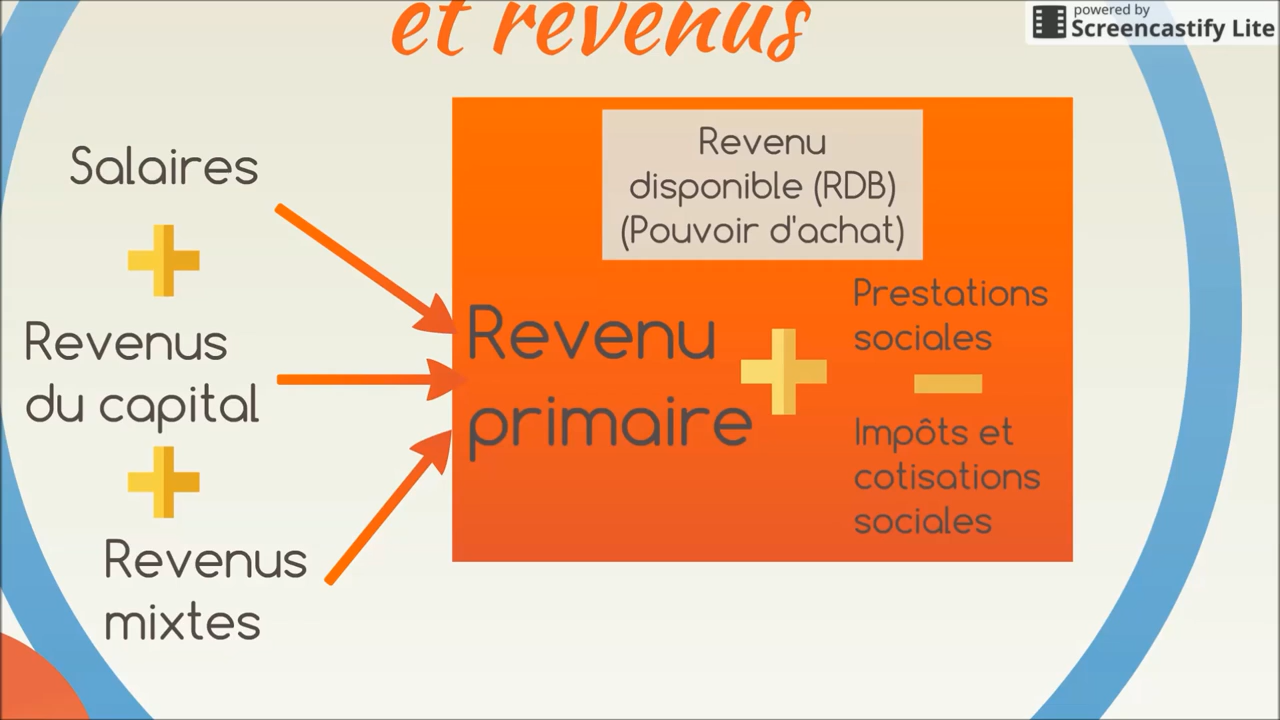 et revenus
powered by
Screencastify Lite
Salaires
Revenus
du capital
Revenus
mixtes
Revenu
disponible (RDB)
(Pouvoir d'achat)
Revenu
primaire
Prestations
sociales
Impôts et
cotisations
sociales